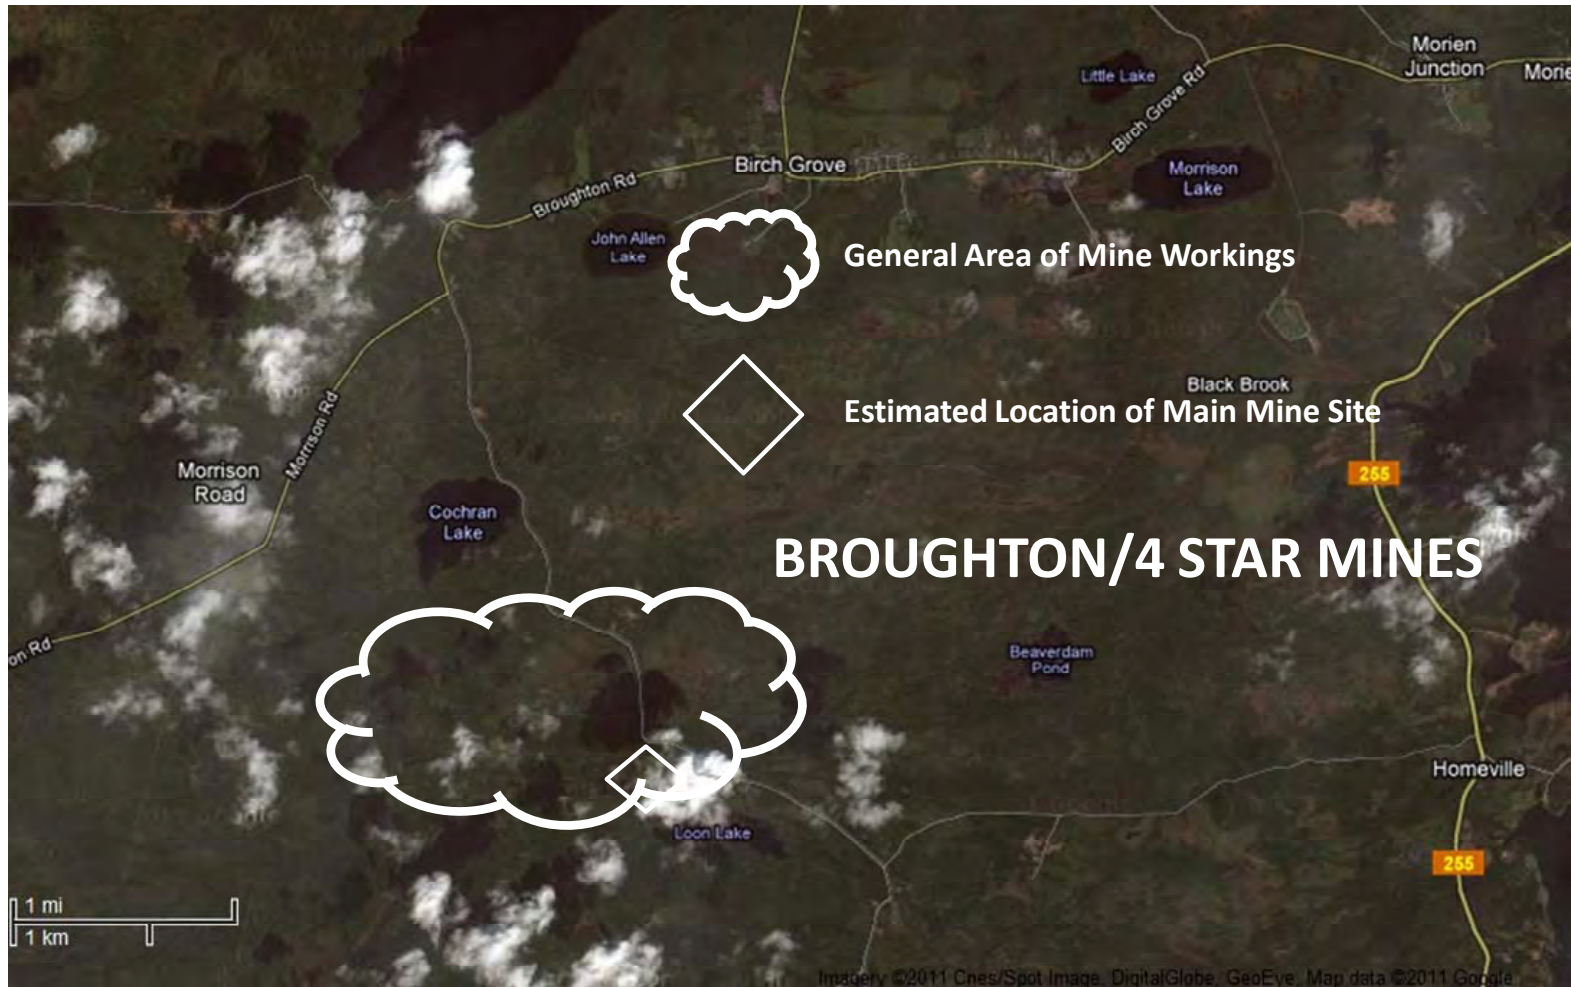 Morien
Junction
Morie
Little Lake
Birch Grove Rd
Birch Grove
Morrison
Lake
Broughton Rd
John Allen
Lake
General Area of Mine Workings
Black Brook
Estimated Location of Main Mine Site
Morrison Rd
Morrison
Road
255
Cochran
Lake
BROUGHTON/4 STAR MINES
on Rd
Beaverdam
Pond
Homeville
Loon Lake
255
1 mi
1 km
Imagery ©2011 Cnes/Spot Image, DigitalGlobe, GeoEye, Map data ©2011 Google